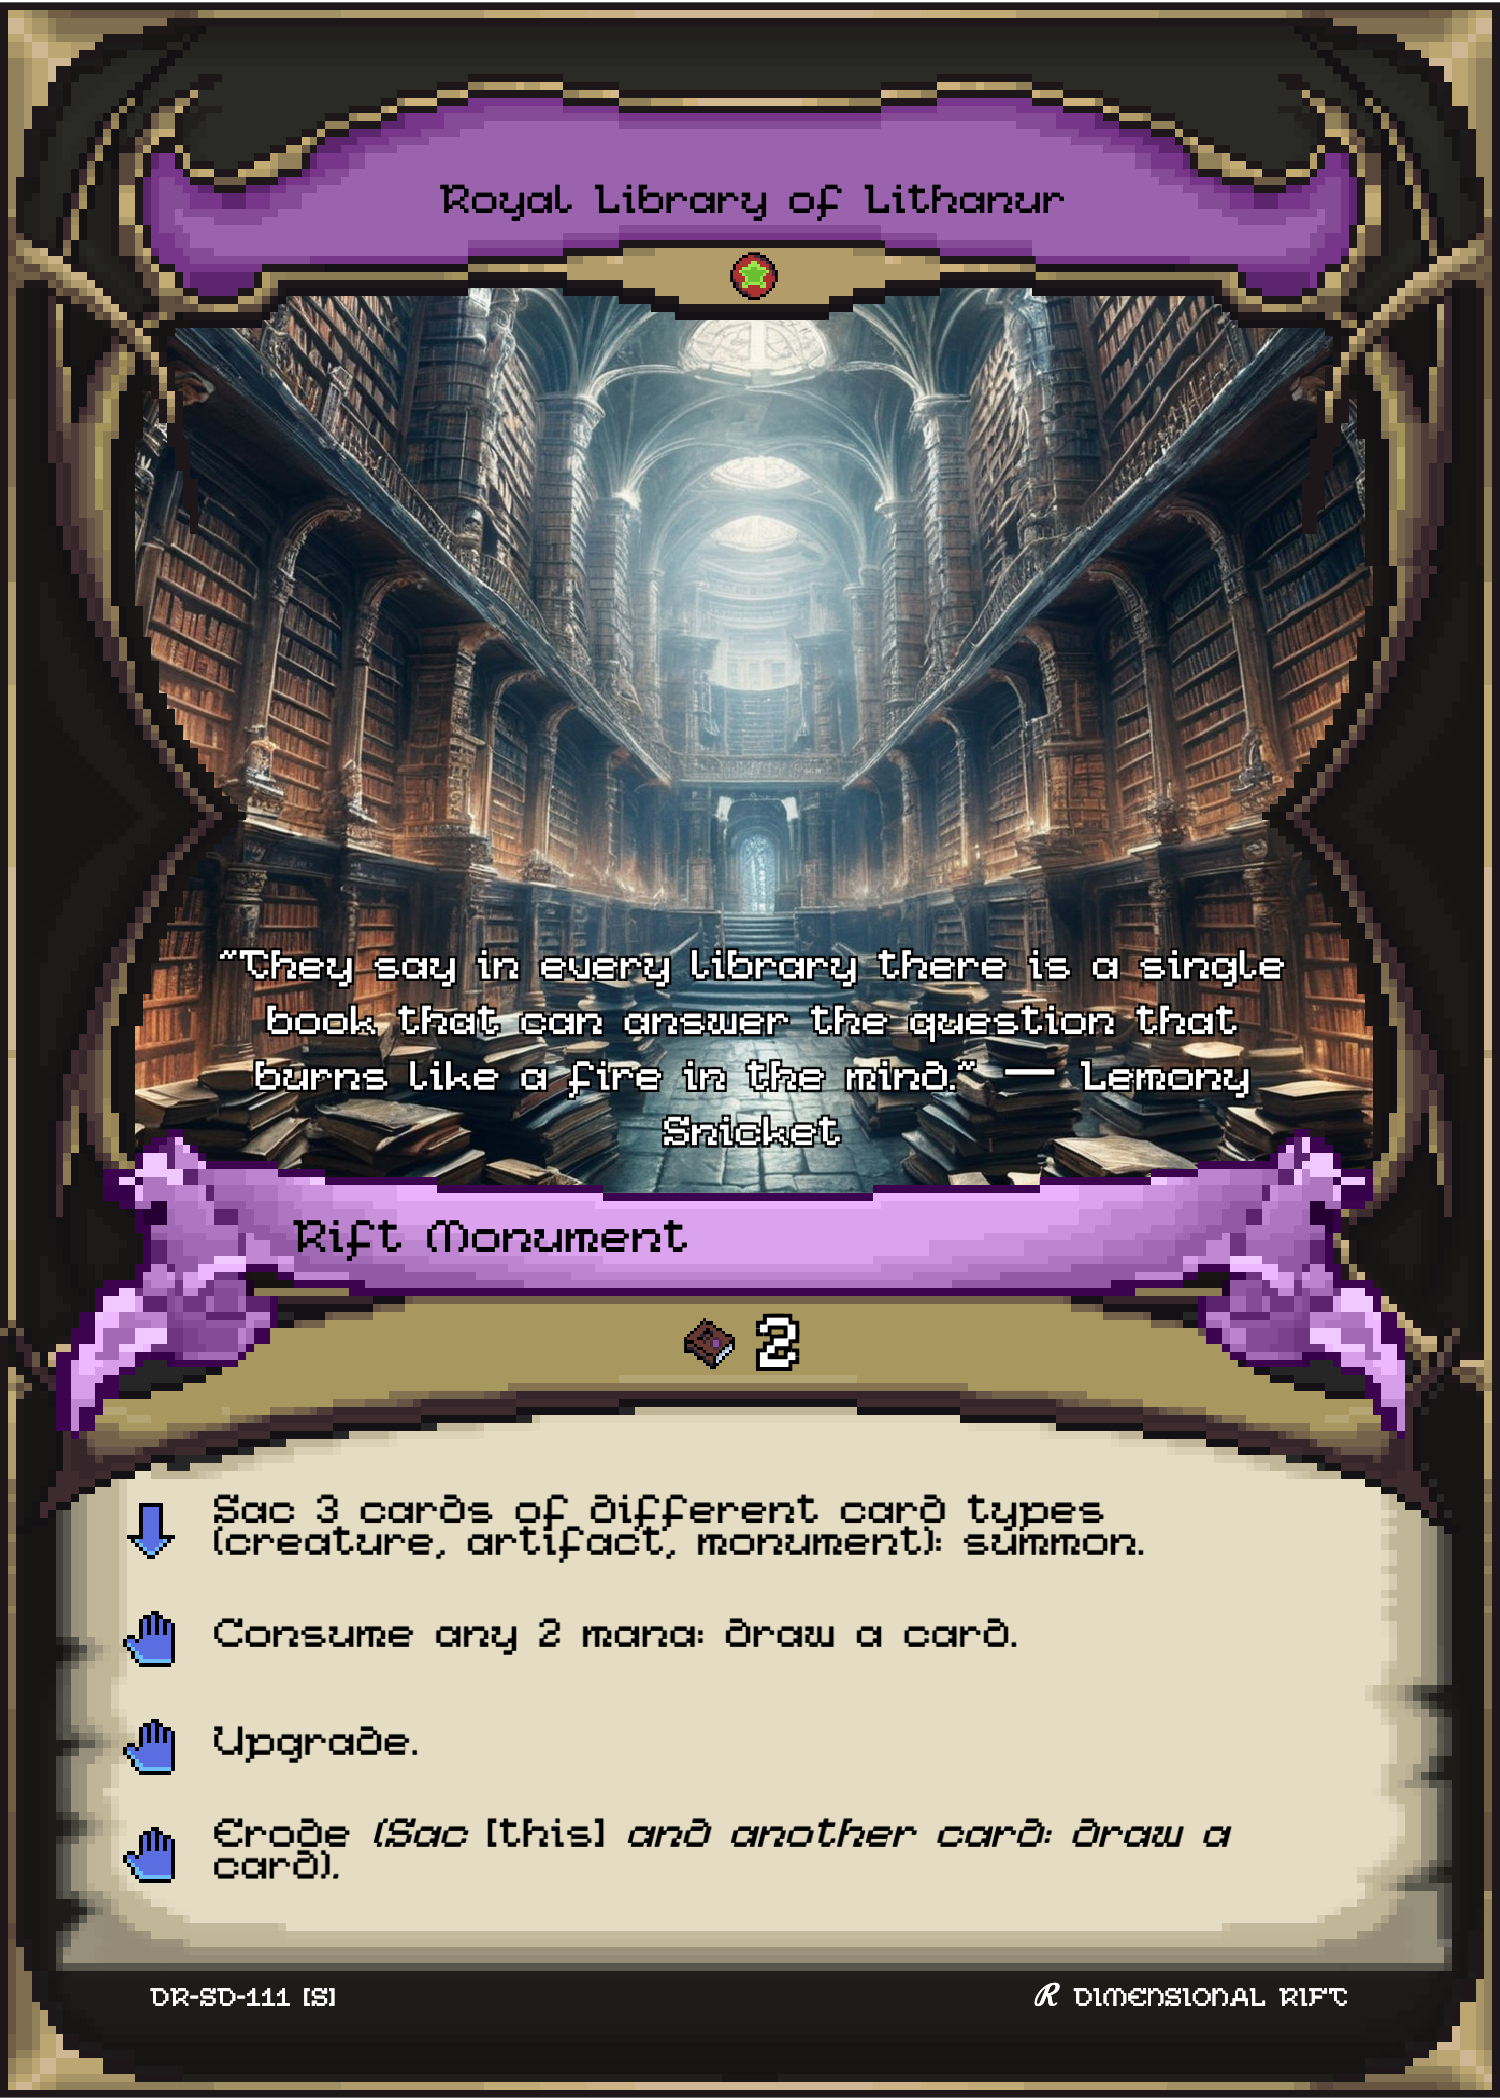 Royal Library of Lithanur
"They say in every library there is a single
book that can answer the question that
burns like a fire in the mind." — Lemony
Snicket
Rift Monument
2
Sac 3 cards of different card types
(creature, artifact, monument): summon.
Consume any 2 mana: draw a card.
Upgrade.
Erode (Sac [this] and another card: draw a
card).
DR-SD-111 [S]
R DIMENSIONAL RIFT